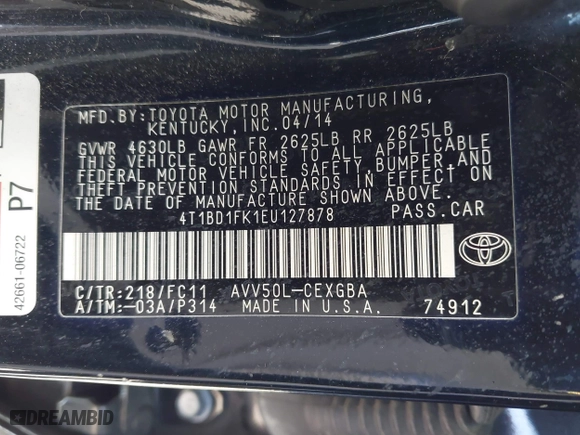 MFD.BY:TOYOTA MOTOR MANUFACTURING,
KENTUCKY,INC.04/14
GVWR 4630LB GAWR FR 2625LB RR 2625LB
THIS VEHICLE CONFORMS TO ALL APPLICABLE
FEDERAL MOTOR VEHICLE SAFETY,BUMPER,AND
THEFT PREVENTION STANDARDS IN EFFECT ON
THE DATE OF MANUFACTURE SHOWN ABOVE.
4T1BD1FK1EU127878 PASS.CAR
C/TR:218/FC11 AVV50L-CEXGBA
A/TM:-03A/P314 MADE IN U.S.A. 74912
P7
42661-06722
DREAMBID